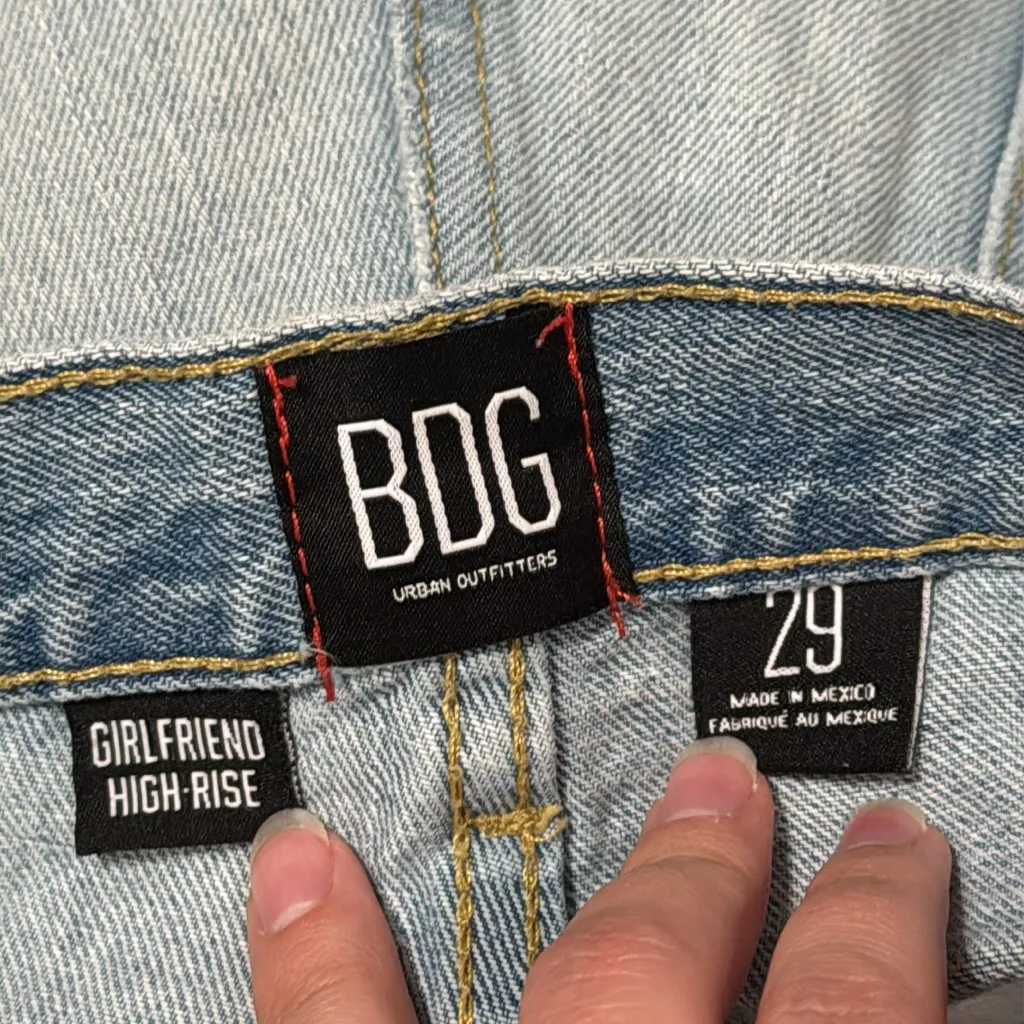 BDG
URBAN OUTFITTERS
GIRLFRIEND
HIGH-RISE
29
MADE IN MEXICO
FABRIQUÉ AU MEXIQUE